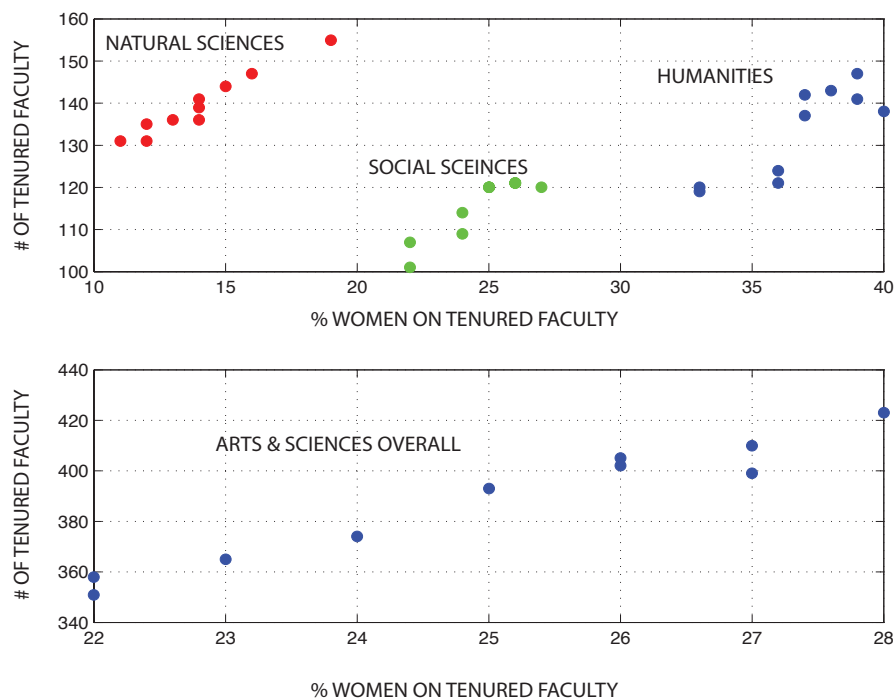 160
150
140
130
120
110
100
# OF TENURED FACULTY
NATURAL SCIENCES
HUMANITIES
SOCIAL SCEINCES
10 15 20 25 30 35 40
% WOMEN ON TENURED FACULTY
440
420
400
380
360
340
# OF TENURED FACULTY
ARTS & SCIENCES OVERALL
22 23 24 25 26 27 28
% WOMEN ON TENURED FACULTY